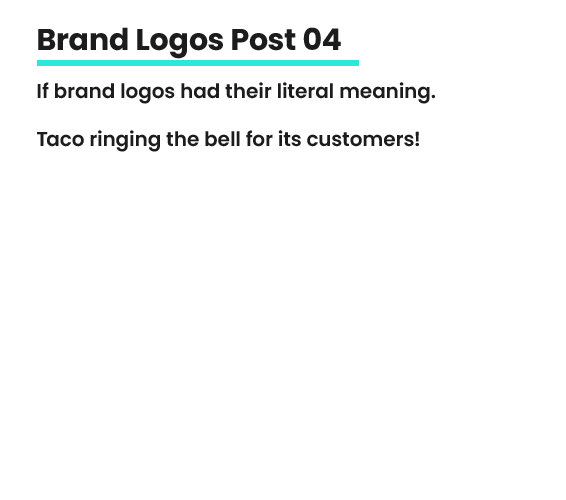 Brand Logos Post 04
If brand logos had their literal meaning.
Taco ringing the bell for its customers!